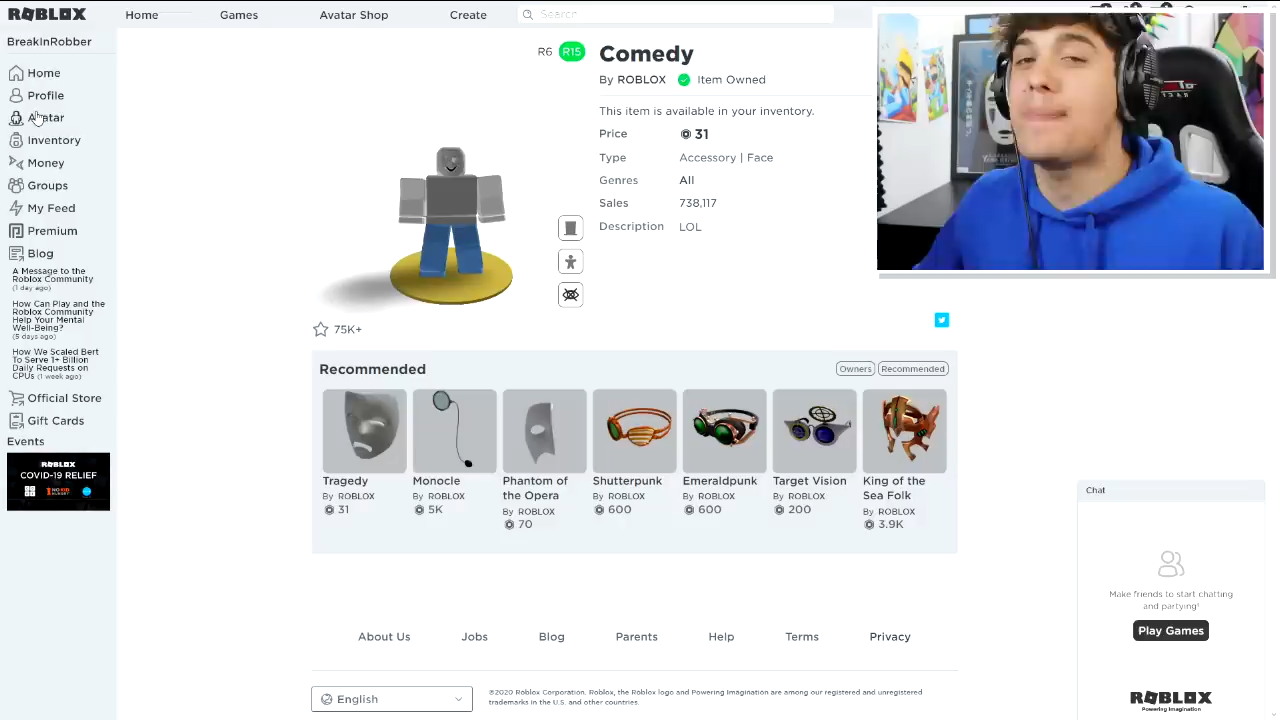 ROBLOX
Home
Games
Avatar Shop
Create
Search
BreakInRobber
Home
Profile
Avatar
Inventory
Money
Groups
My Feed
Premium
Blog
A Message to the
Roblox Community
(1 day ago)
How Can Play and the
Roblox Community
Help Your Mental
Well-Being?
(5 days ago)
How We Scaled Bert
To Serve 1+ Billion
Daily Requests on
CPUs (1 week ago)
Official Store
Gift Cards
Events
ROBLOX
COVID-19 RELIEF
R6 R15
Comedy
By ROBLOX Item Owned
This item is available in your inventory.
Price 31
Type Accessory | Face
Genres All
Sales 738,117
Description LOL
75K+
Recommended
Owners
Recommended
Tragedy
By ROBLOX
31
Monocle
By ROBLOX
5K
Phantom of
the Opera
By ROBLOX
70
Shutterpunk
By ROBLOX
600
Emeraldpunk
By ROBLOX
600
Target Vision
By ROBLOX
200
King of the
Sea Folk
By ROBLOX
3.9K
Chat
Make friends to start chatting
and partying!
Play Games
ROBLOX
Powering Imagination
About Us
Jobs
Blog
Parents
Help
Terms
Privacy
English
©2020 Roblox Corporation. Roblox, the Roblox logo and Powering Imagination are among our registered and unregistered
trademarks in the U.S. and other countries.